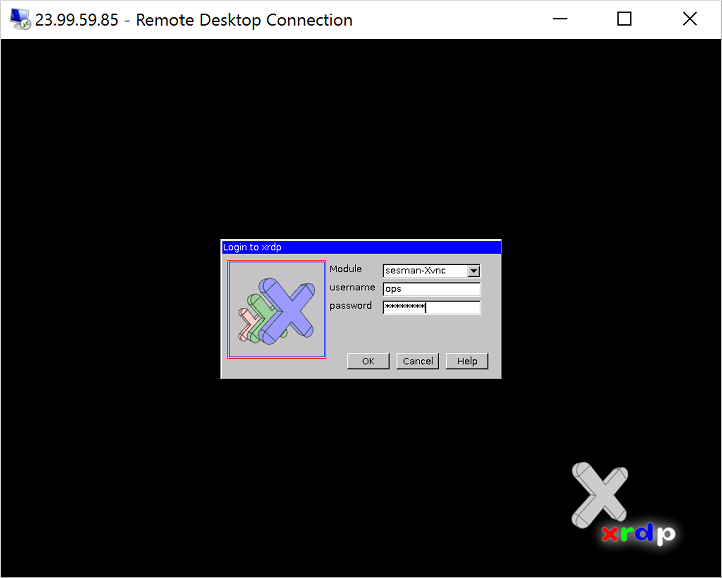 23.99.59.85 - Remote Desktop Connection
Login to xrdp
Module sesman-Xvnc
username ops
password ********
OK Cancel Help
xrdp